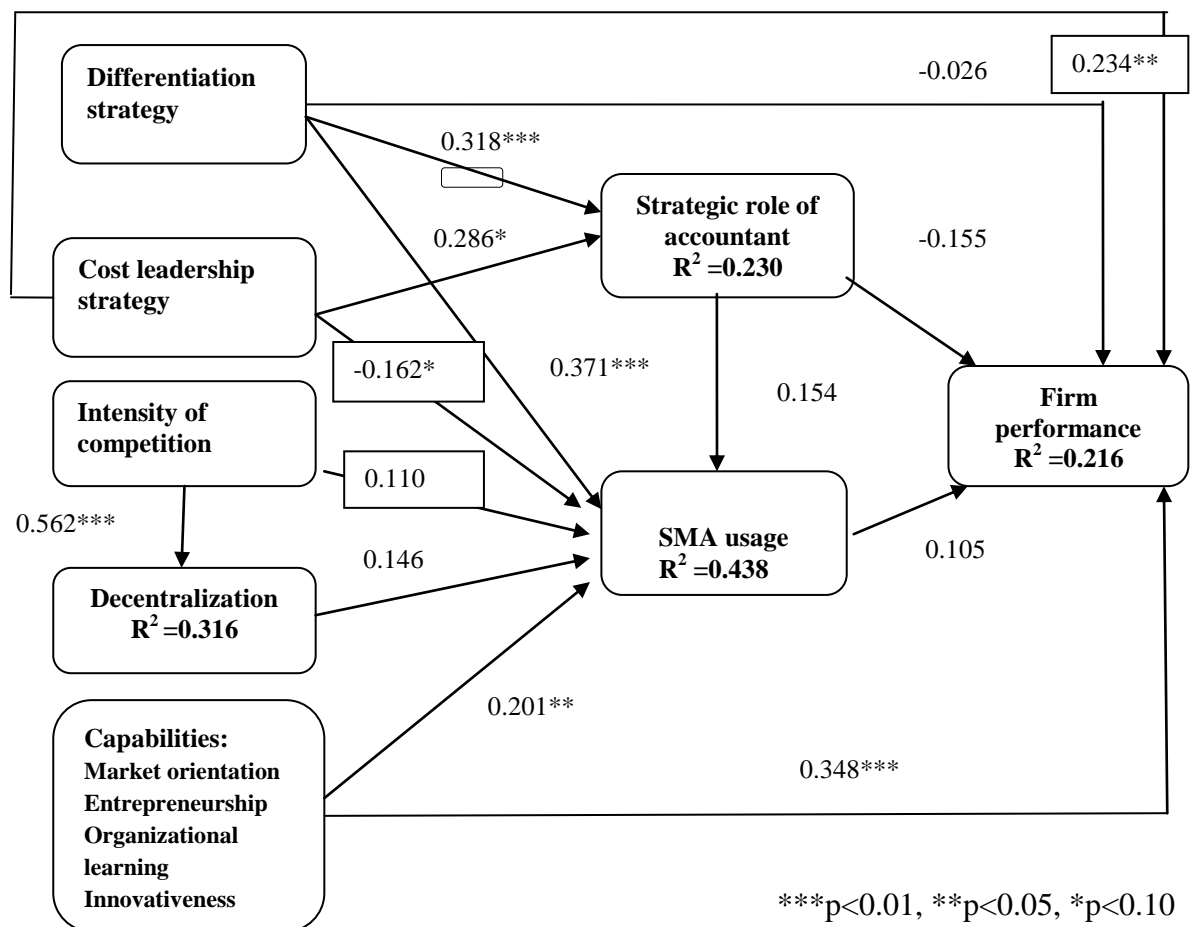 Differentiation
strategy
-0.026
0.234**
0.318***
Strategic role of
accountant
R² =0.230
0.286*
-0.155
Cost leadership
strategy
-0.162*
0.371***
0.154
Intensity of
competition
Firm
performance
R² =0.216
0.110
0.562***
SMA usage
R² =0.438
0.146
0.105
Decentralization
R² =0.316
0.201**
Capabilities:
Market orientation
Entrepreneurship
Organizational
learning
Innovativeness
0.348***
***p<0.01, **p<0.05, *p<0.10